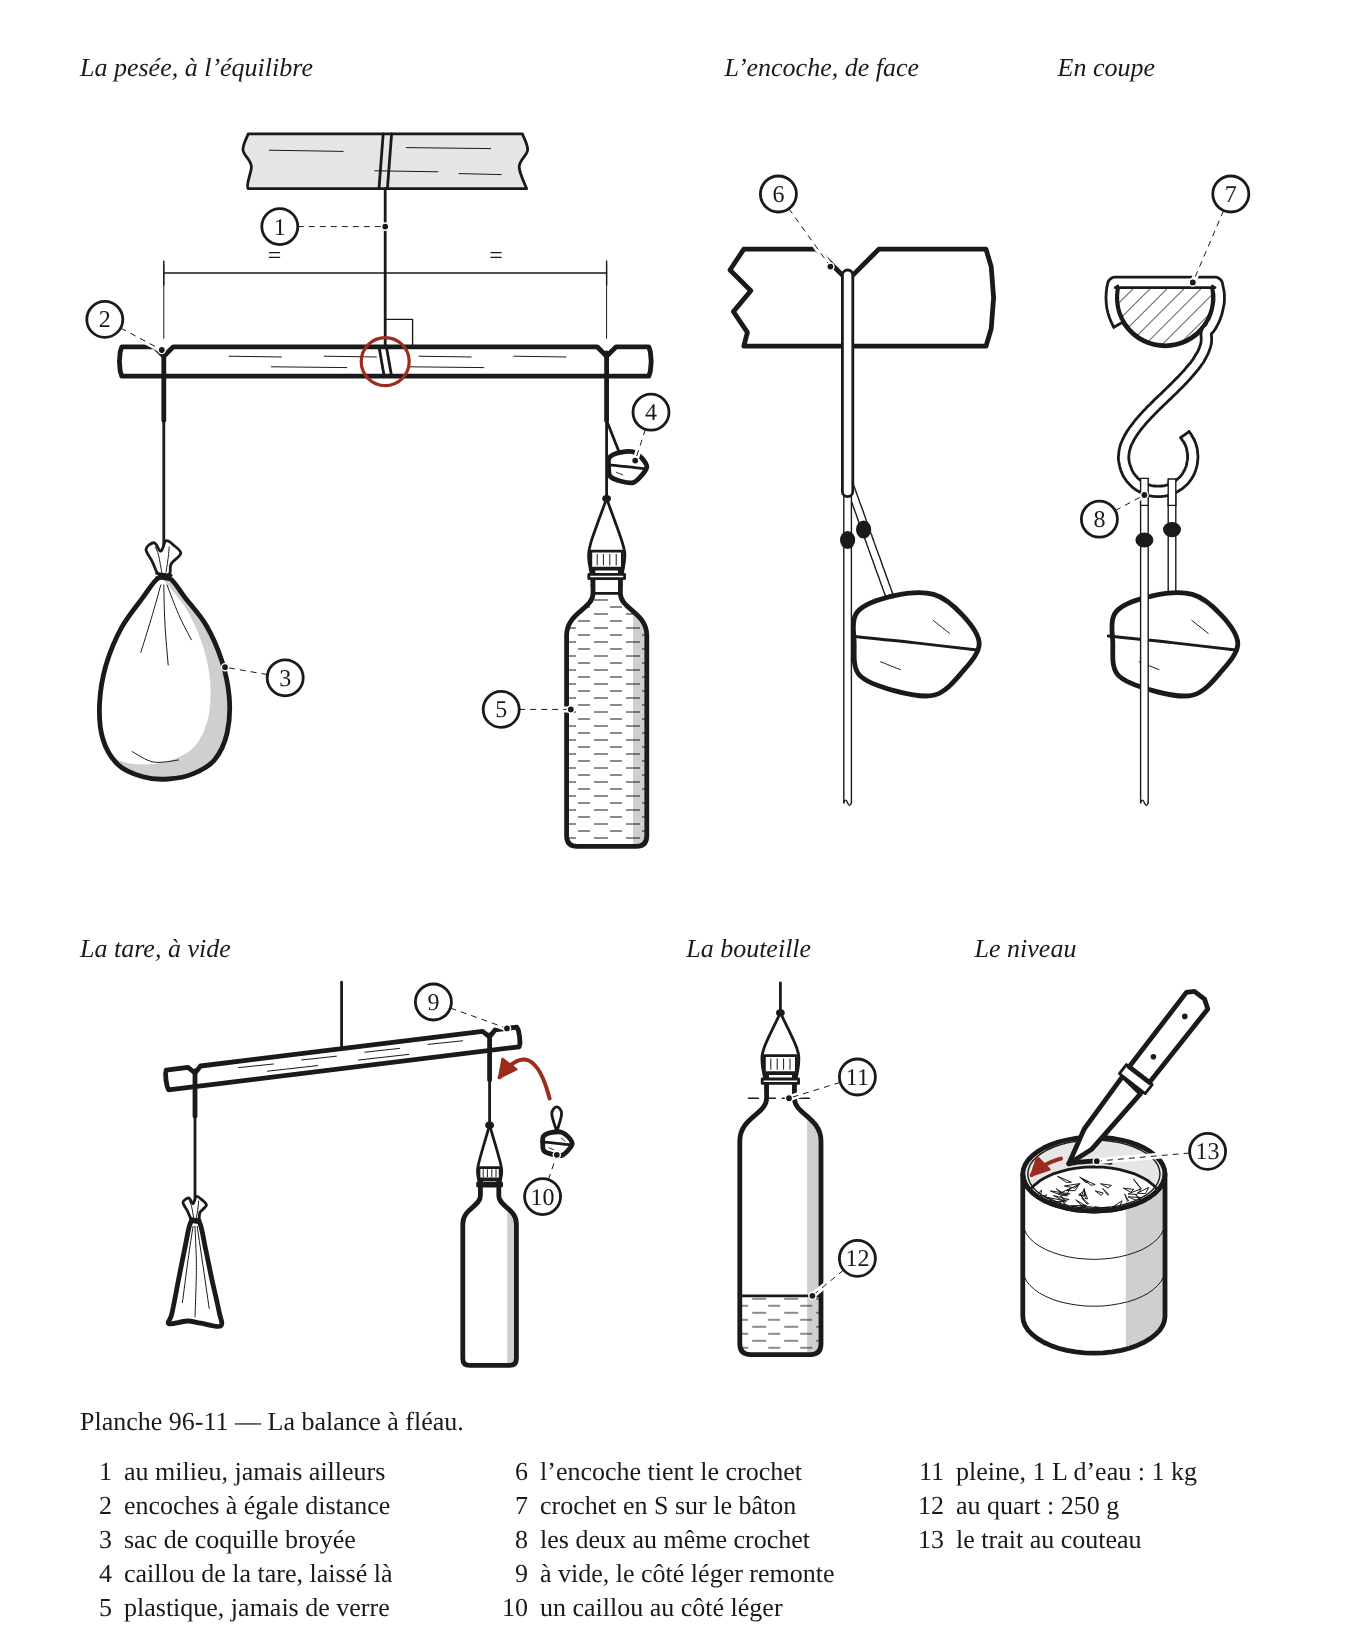 La pesée, à l’équilibre
L’encoche, de face
En coupe
6
7
1
= =
2
4
8
3
5
La tare, à vide
La bouteille
Le niveau
9
11
13
10
12
Planche 96-11 — La balance à fléau.
1 au milieu, jamais ailleurs
2 encoches à égale distance
3 sac de coquille broyée
4 caillou de la tare, laissé là
5 plastique, jamais de verre
6 l’encoche tient le crochet
7 crochet en S sur le bâton
8 les deux au même crochet
9 à vide, le côté léger remonte
10 un caillou au côté léger
11 pleine, 1 L d’eau : 1 kg
12 au quart : 250 g
13 le trait au couteau